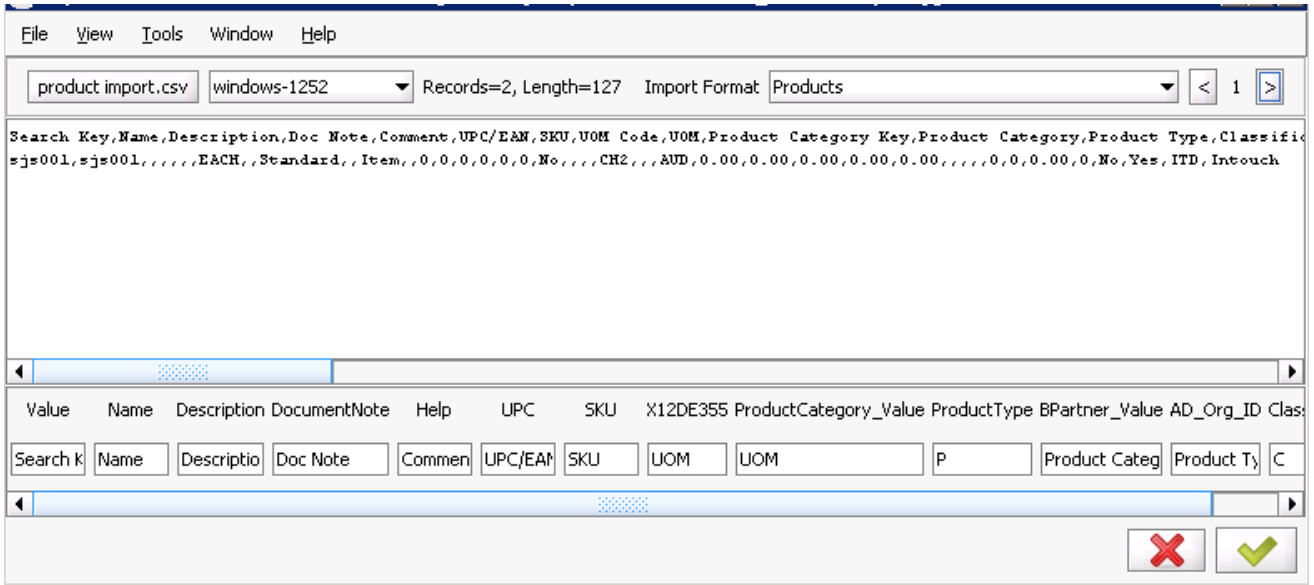 File View Tools Window Help
product import.csv windows-1252 Records=2, Length=127 Import Format Products < 1 >
Search Key,Name,Description,Doc Note,Comment,UPC/EAN,SKU,UOM Code,UOM,Product Category Key,Product Category,Product Type,Classific
sjs001,sjs001,,,,,,EACH,,Standard,,Item,,0,0,0,0,0,0,No,,,,CH2,,,AUD,0.00,0.00,0.00,0.00,0.00,,,,,0,0,0.00,0,No,Yes,ITD,Intouch
Value Name Description DocumentNote Help UPC SKU X12DE355 ProductCategory_Value ProductType BPartner_Value AD_Org_ID Clas
Search K Name Descriptio Doc Note Commen UPC/EAN SKU UOM UOM P Product Categ Product Ty C